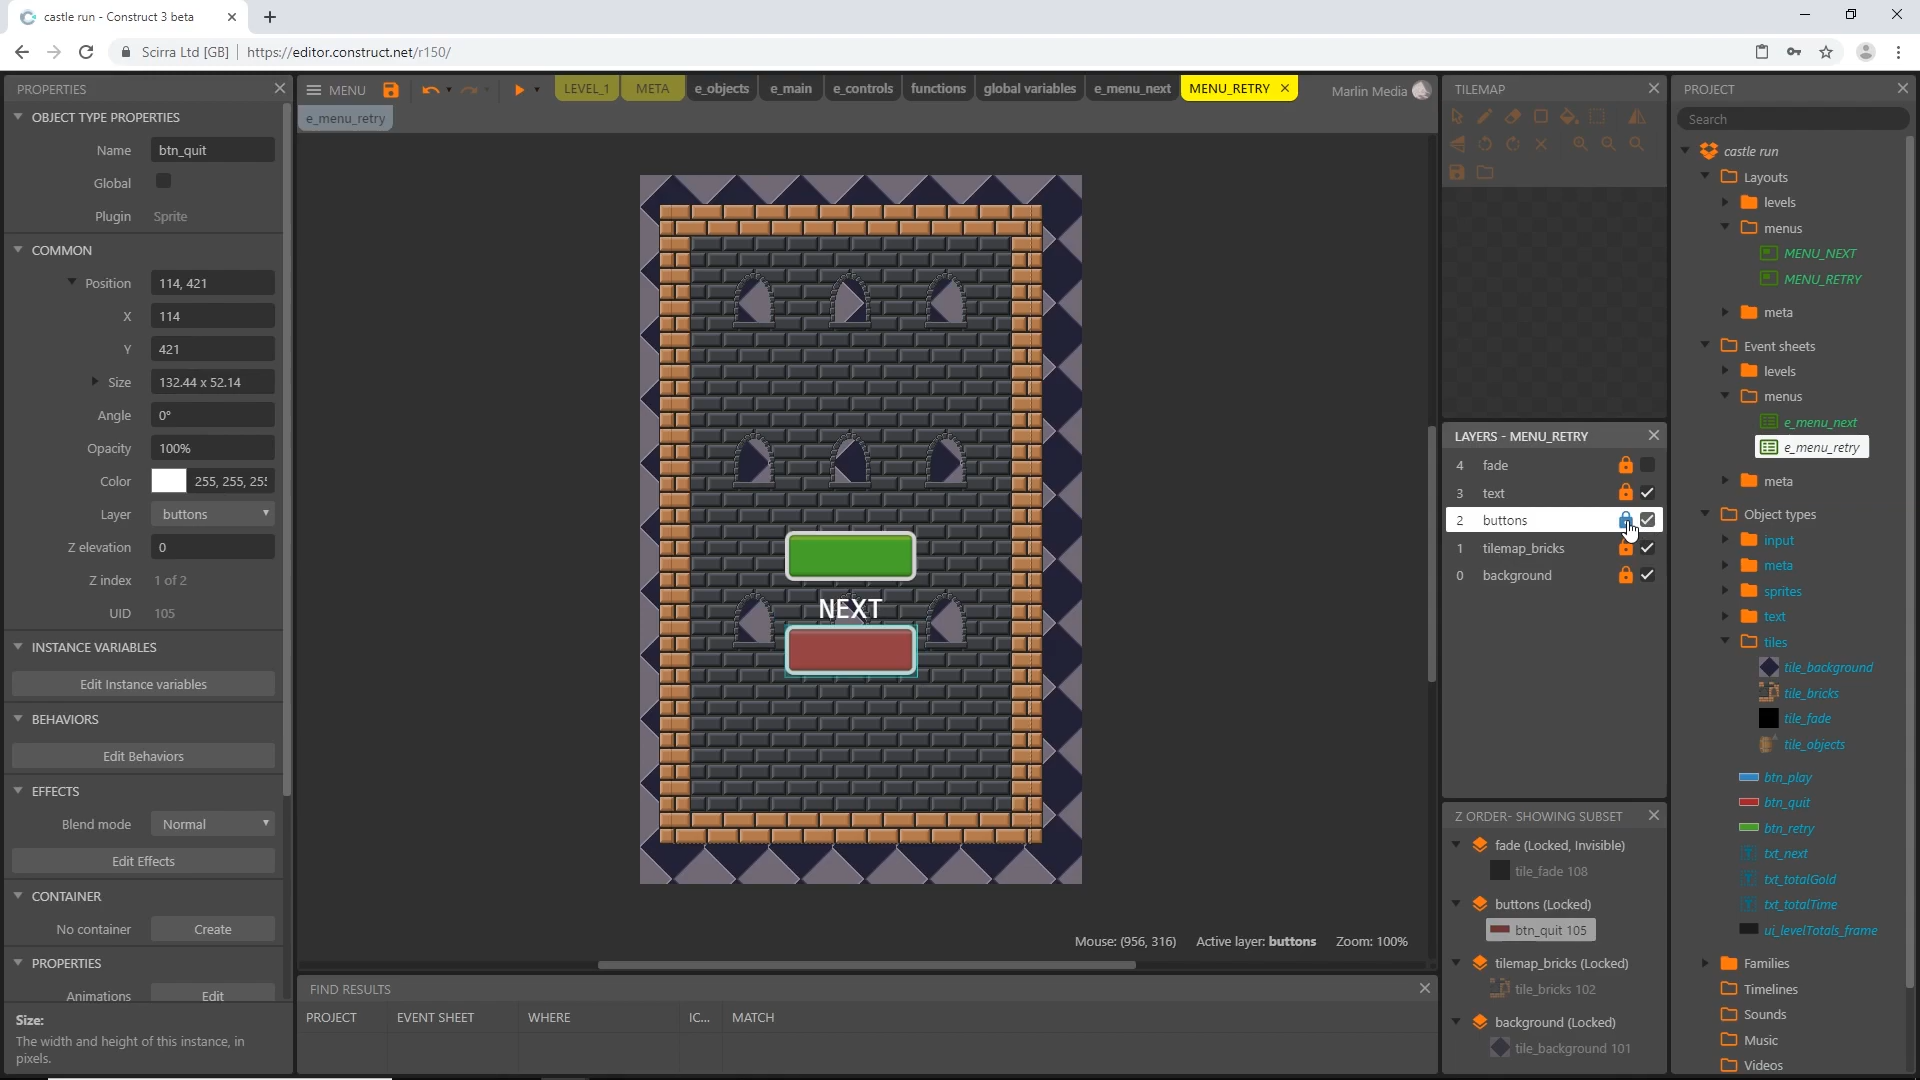 castle run - Construct 3 beta
Scirra Ltd [GB]
https://editor.construct.net/r150/
PROPERTIES
OBJECT TYPE PROPERTIES
Name btn_quit
Global
Plugin Sprite
COMMON
Position 114, 421
X 114
Y 421
Size 132.44 x 52.14
Angle 0°
Opacity 100%
Color 255, 255, 255
Layer buttons
Z elevation 0
Z index 1 of 2
UID 105
INSTANCE VARIABLES
Edit Instance variables
BEHAVIORS
Edit Behaviors
EFFECTS
Blend mode Normal
Edit Effects
CONTAINER
No container Create
PROPERTIES
Animations Edit
Size:
The width and height of this instance, in
pixels.
MENU
LEVEL_1
META
e_objects
e_main
e_controls
functions
global variables
e_menu_next
MENU_RETRY
Marlin Media
e_menu_retry
NEXT
Mouse: (956, 316) Active layer: buttons Zoom: 100%
FIND RESULTS
PROJECT EVENT SHEET WHERE IC... MATCH
TILEMAP
LAYERS - MENU_RETRY
4 fade
3 text
2 buttons
1 tilemap_bricks
0 background
Z ORDER- SHOWING SUBSET
fade (Locked, Invisible)
tile_fade 108
buttons (Locked)
btn_quit 105
tilemap_bricks (Locked)
tile_bricks 102
background (Locked)
tile_background 101
PROJECT
Search
castle run
Layouts
levels
menus
MENU_NEXT
MENU_RETRY
meta
Event sheets
levels
menus
e_menu_next
e_menu_retry
meta
Object types
input
meta
sprites
text
tiles
tile_background
tile_bricks
tile_fade
tile_objects
btn_play
btn_quit
btn_retry
txt_next
txt_totalGold
txt_totalTime
ui_levelTotals_frame
Families
Timelines
Sounds
Music
Videos